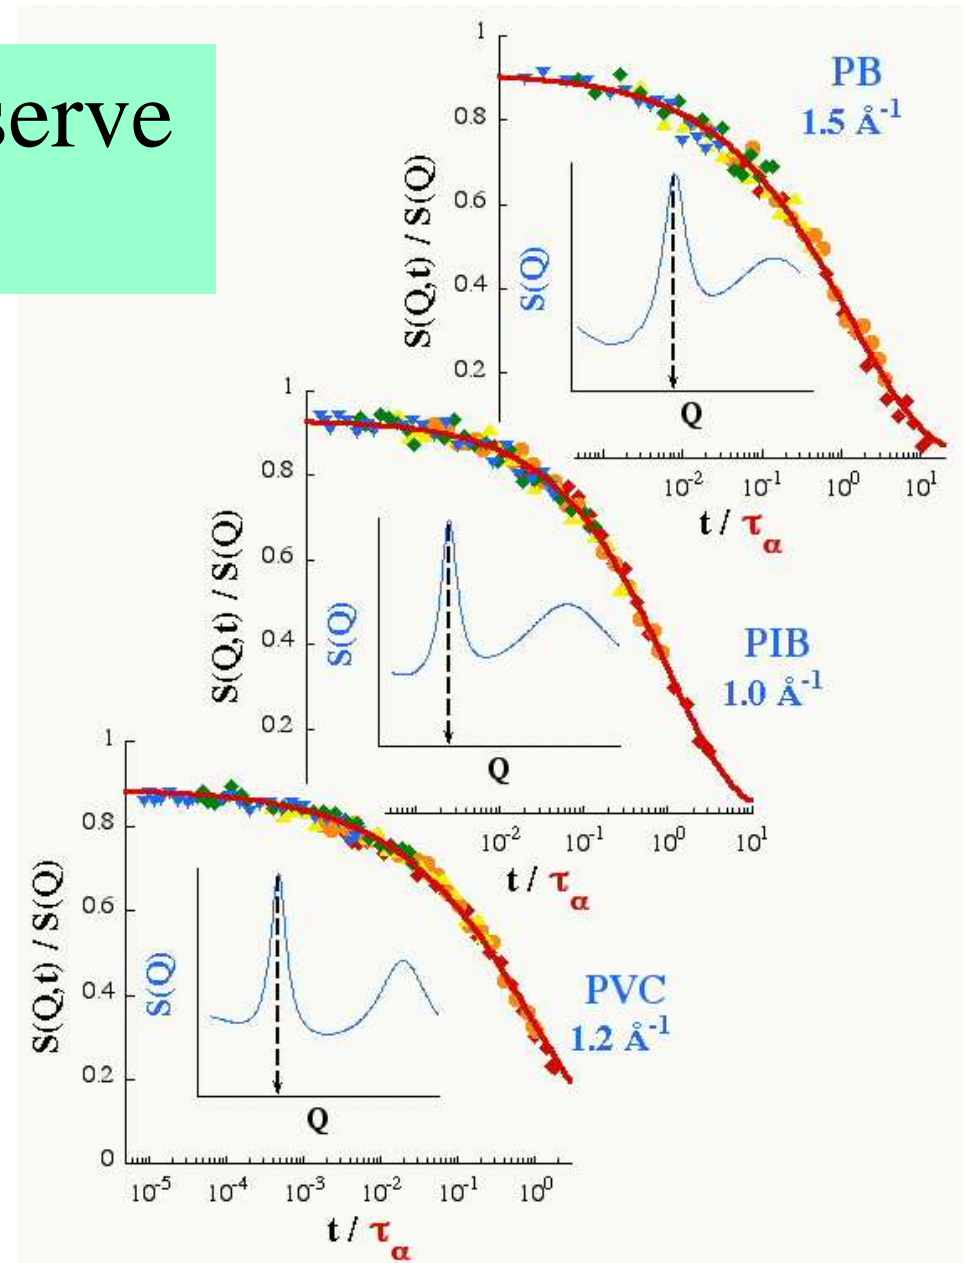 serve
1
0.8
0.6
0.4
0.2
S(Q,t) / S(Q)
PB
1.5 Å⁻¹
S(Q)
Q
10⁻² 10⁻¹ 10⁰ 10¹
t / τα
1
0.8
0.6
0.4
0.2
S(Q,t) / S(Q)
S(Q)
Q
PIB
1.0 Å⁻¹
10⁻² 10⁻¹ 10⁰ 10¹
t / τα
1
0.8
0.6
0.4
0.2
0
S(Q,t) / S(Q)
S(Q)
Q
PVC
1.2 Å⁻¹
10⁻⁵ 10⁻⁴ 10⁻³ 10⁻² 10⁻¹ 10⁰
t / τα